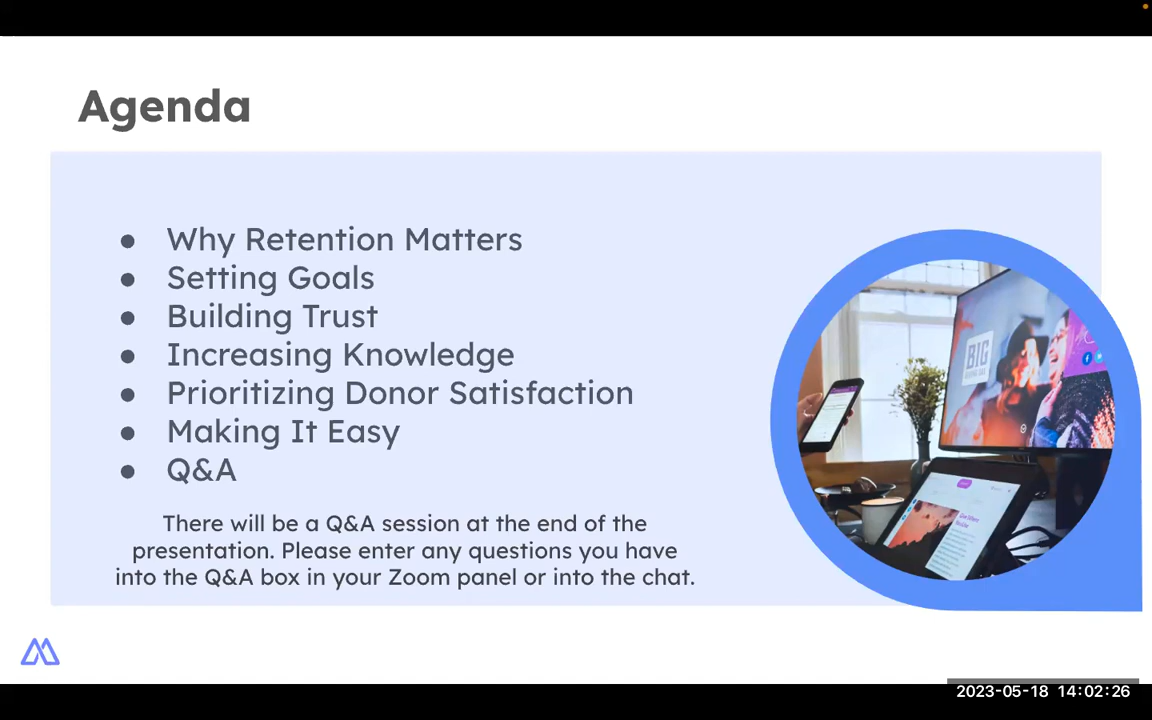 Agenda
● Why Retention Matters
● Setting Goals
● Building Trust
● Increasing Knowledge
● Prioritizing Donor Satisfaction
● Making It Easy
● Q&A
There will be a Q&A session at the end of the
presentation. Please enter any questions you have
into the Q&A box in your Zoom panel or into the chat.
BIG
2023-05-18 14:02:26